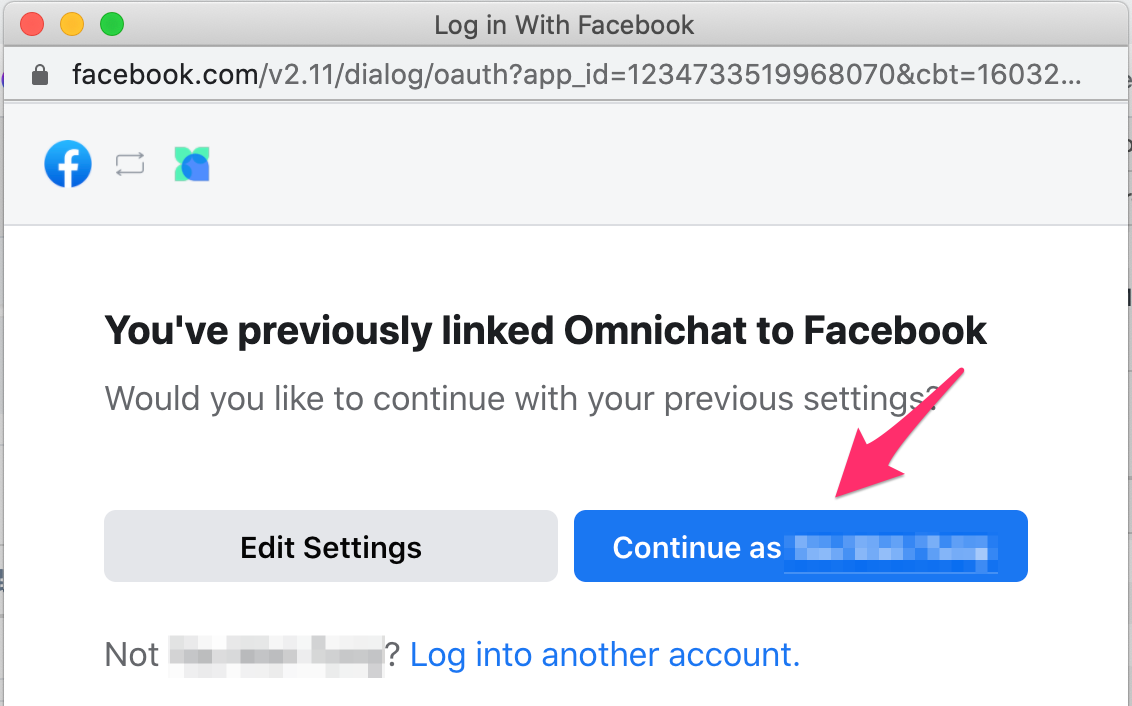 Log in With Facebook
facebook.com/v2.11/dialog/oauth?app_id=1234733519968070&cbt=16032...
You've previously linked Omnichat to Facebook
Would you like to continue with your previous settings?
Edit Settings
Continue as
Not ? Log into another account.